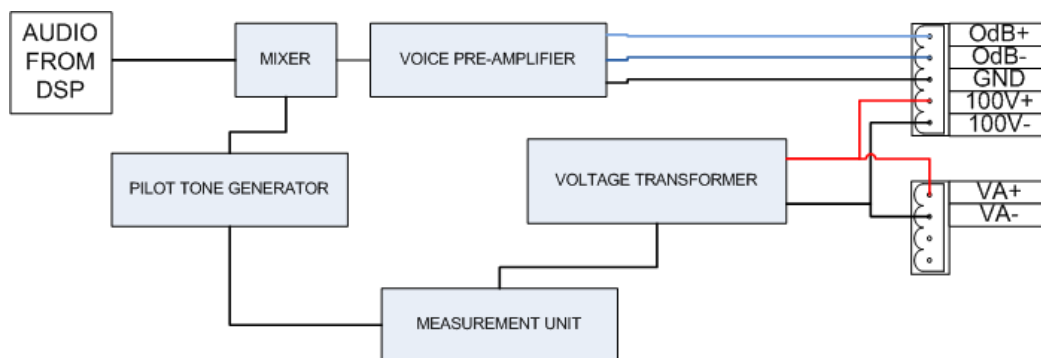 AUDIO
FROM
DSP
MIXER
VOICE PRE-AMPLIFIER
OdB+
OdB-
GND
100V+
100V-
PILOT TONE GENERATOR
VOLTAGE TRANSFORMER
VA+
VA-
MEASUREMENT UNIT